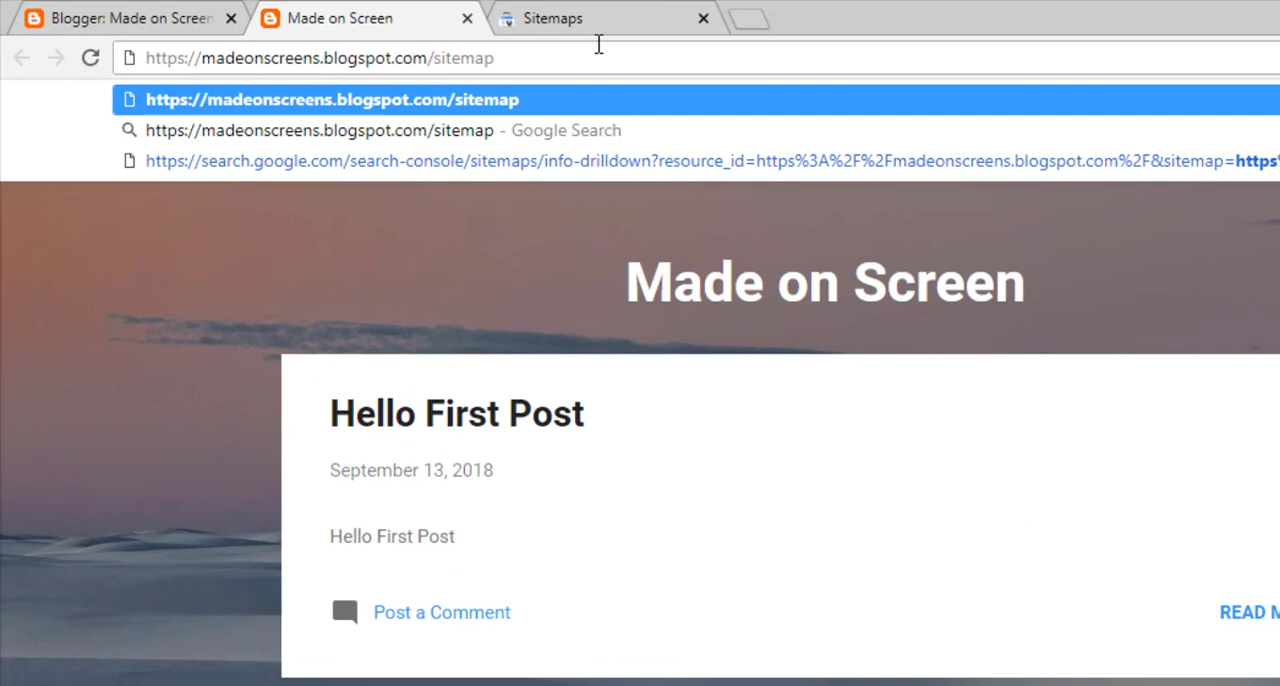 Blogger: Made on Screen
Made on Screen
Sitemaps
https://madeonscreens.blogspot.com/sitemap
https://madeonscreens.blogspot.com/sitemap
https://madeonscreens.blogspot.com/sitemap - Google Search
https://search.google.com/search-console/sitemaps/info-drilldown?resource_id=https%3A%2F%2Fmadeonscreens.blogspot.com%2F&sitemap=https%
Made on Screen
Hello First Post
September 13, 2018
Hello First Post
Post a Comment
READ M